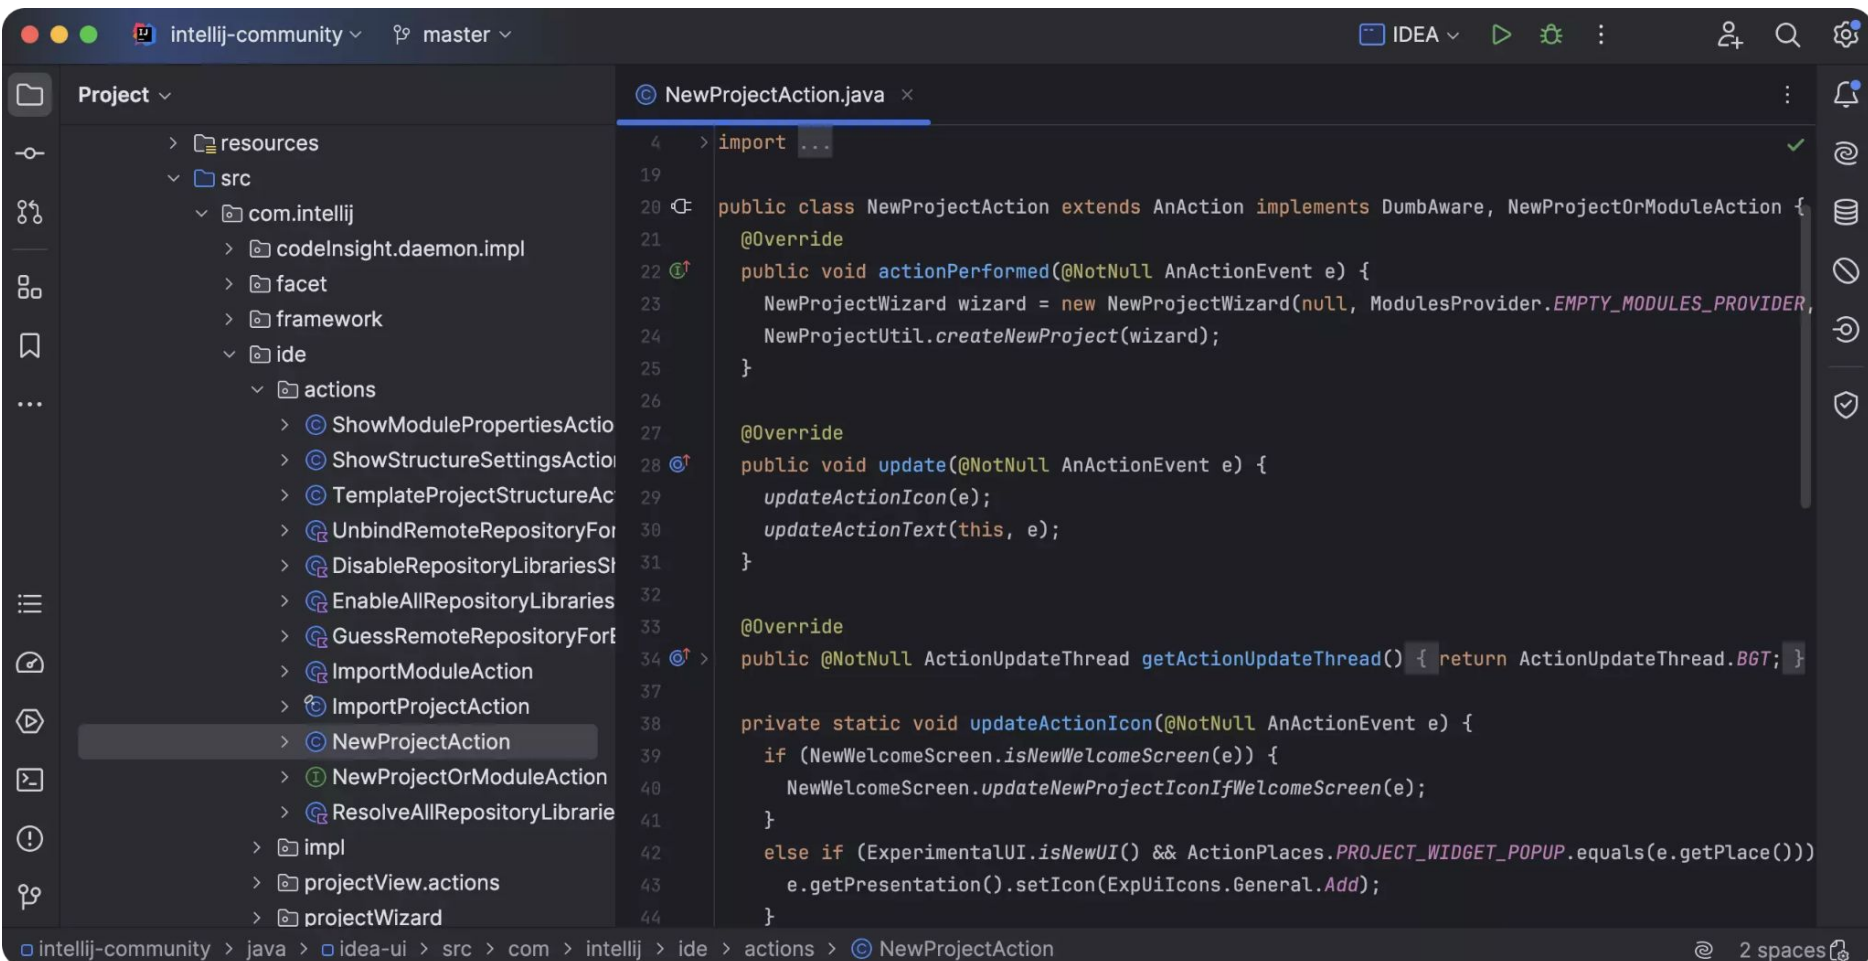 intellij-community
master
IDEA
Project
resources
src
com.intellij
codeInsight.daemon.impl
facet
framework
ide
actions
ShowModulePropertiesActio
ShowStructureSettingsAction
TemplateProjectStructureAc
UnbindRemoteRepositoryFor
DisableRepositoryLibrariesSh
EnableAllRepositoryLibraries
GuessRemoteRepositoryForE
ImportModuleAction
ImportProjectAction
NewProjectAction
NewProjectOrModuleAction
ResolveAllRepositoryLibrarie
impl
projectView.actions
projectWizard
NewProjectAction.java
4 import ...
19
20 public class NewProjectAction extends AnAction implements DumbAware, NewProjectOrModuleAction {
21 @Override
22 public void actionPerformed(@NotNull AnActionEvent e) {
23 NewProjectWizard wizard = new NewProjectWizard(null, ModulesProvider.EMPTY_MODULES_PROVIDER,
24 NewProjectUtil.createNewProject(wizard);
25 }
26
27 @Override
28 public void update(@NotNull AnActionEvent e) {
29 updateActionIcon(e);
30 updateActionText(this, e);
31 }
32
33 @Override
34 public @NotNull ActionUpdateThread getActionUpdateThread() { return ActionUpdateThread.BGT; }
37
38 private static void updateActionIcon(@NotNull AnActionEvent e) {
39 if (NewWelcomeScreen.isNewWelcomeScreen(e)) {
40 NewWelcomeScreen.updateNewProjectIconIfWelcomeScreen(e);
41 }
42 else if (ExperimentalUI.isNewUI() && ActionPlaces.PROJECT_WIDGET_POPUP.equals(e.getPlace()))
43 e.getPresentation().setIcon(ExpUiIcons.General.Add);
44 }
intellij-community > java > idea-ui > src > com > intellij > ide > actions > NewProjectAction
2 spaces